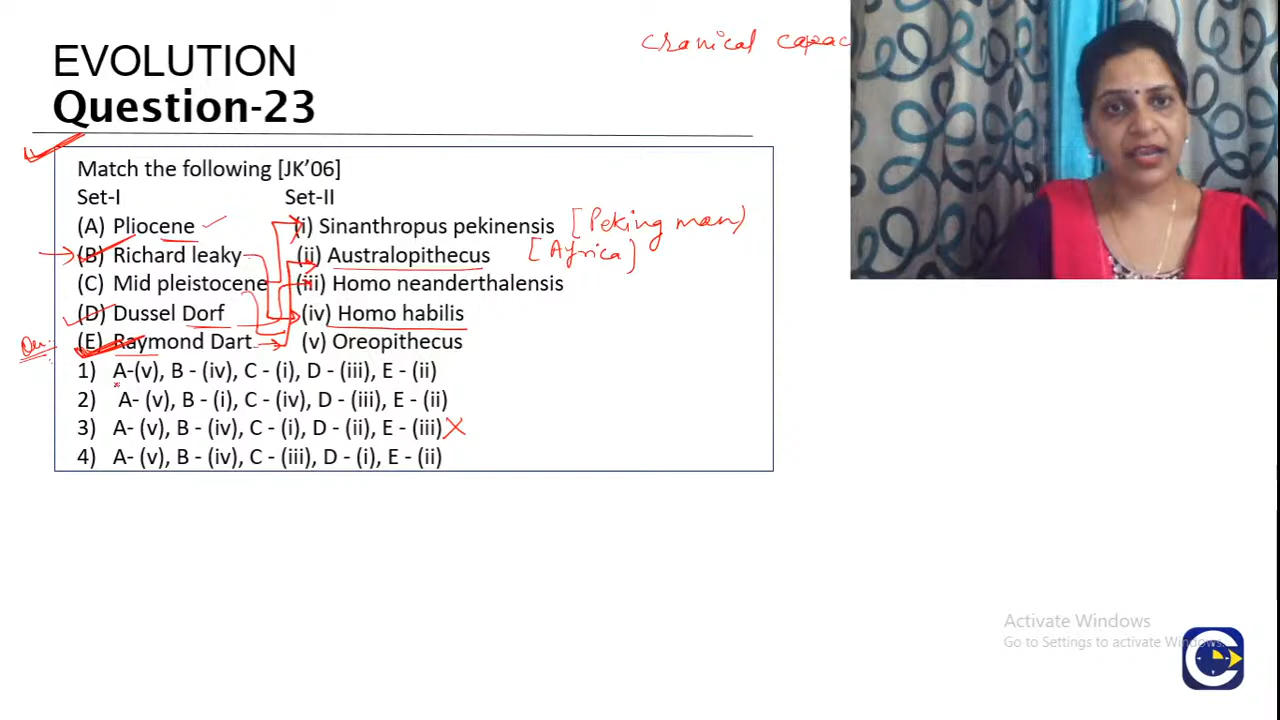 cranical capac
EVOLUTION
Question-23
Match the following [JK'06]
Set-I Set-II
(A) Pliocene (i) Sinanthropus pekinensis [Peking man)
(B) Richard leaky (ii) Australopithecus [Africa]
(C) Mid pleistocene (iii) Homo neanderthalensis
(D) Dussel Dorf (iv) Homo habilis
(E) Raymond Dart (v) Oreopithecus
1) A-(v), B - (iv), C - (i), D - (iii), E - (ii)
2) A- (v), B - (i), C - (iv), D - (iii), E - (ii)
3) A- (v), B - (iv), C - (i), D - (ii), E - (iii)
4) A- (v), B - (iv), C - (iii), D - (i), E - (ii)
Activate Windows
Go to Settings to activate Windows.